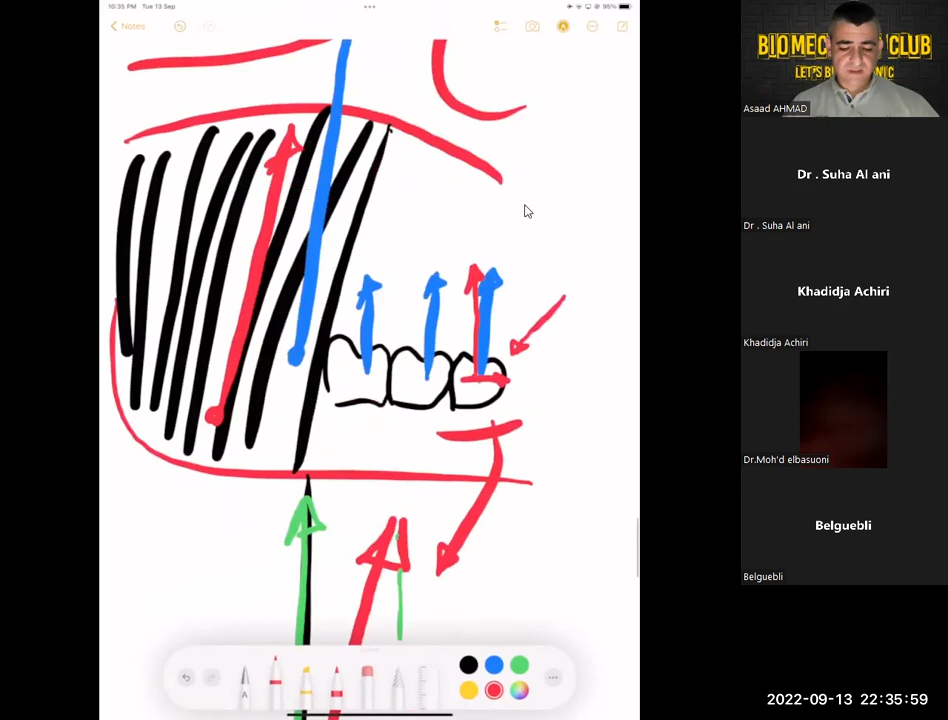 10:35 PM Tue 13 Sep
95%
Notes
A
BIOMEC CLUB
LET'S B NIC
Asaad AHMAD
Dr . Suha Al ani
Dr . Suha Al ani
Khadidja Achiri
Khadidja Achiri
Dr.Moh'd elbasuoni
Belguebli
Belguebli
2022-09-13 22:35:59